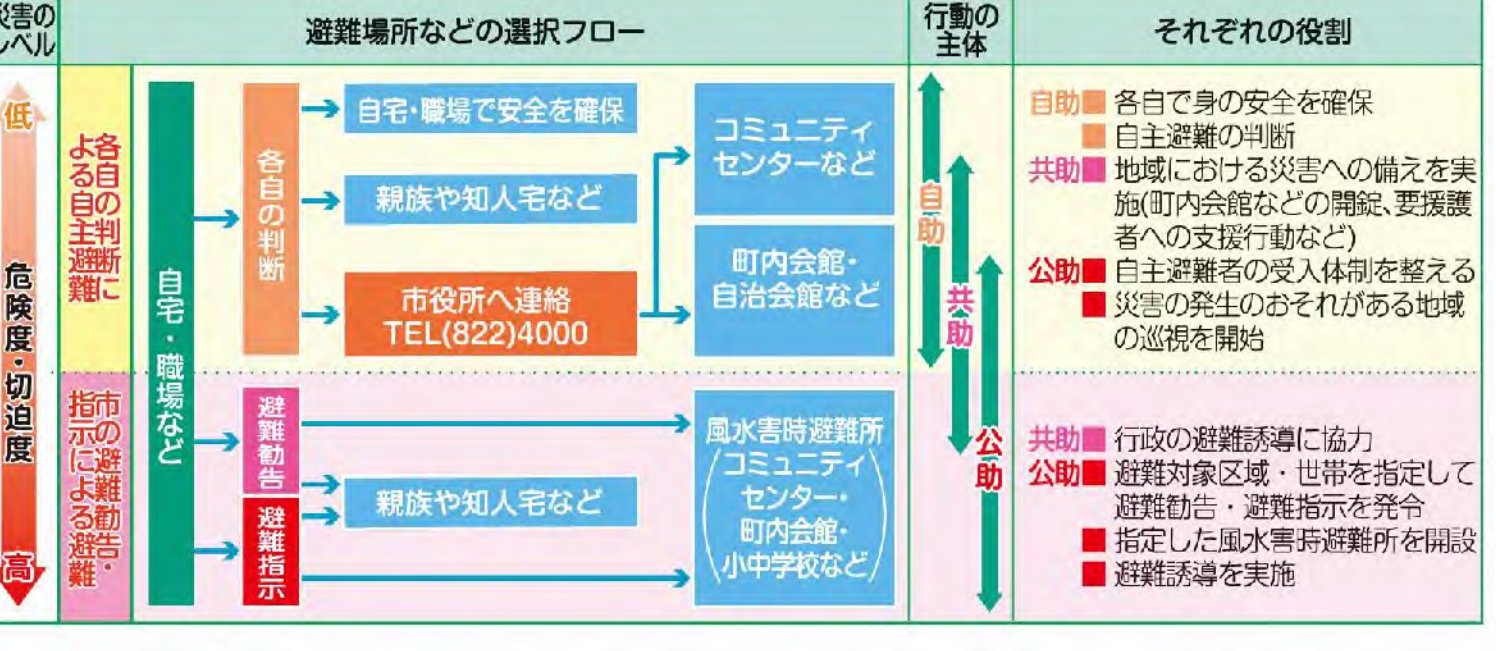 災害の
レベル
避難場所などの選択フロー
行動の
主体
それぞれの役割
低
危険度・切迫度
高
各自の判断に
よる自主避難
市の避難勧告・
指示による避難
自宅・職場など
各自の判断
自宅・職場で安全を確保
親族や知人宅など
市役所へ連絡
TEL(822)4000
コミュニティ
センターなど
町内会館・
自治会館など
避難勧告
避難指示
親族や知人宅など
風水害時避難所
(コミュニティ
センター・
町内会館・
小中学校など)
自助
共助
公助
自助■各自で身の安全を確保
■自主避難の判断
共助■地域における災害への備えを実
施(町内会館などの開錠、要援護
者への支援行動など)
公助■自主避難者の受入体制を整える
■災害の発生のおそれがある地域
の巡視を開始
共助■行政の避難誘導に協力
公助■避難対象区域・世帯を指定して
避難勧告・避難指示を発令
■指定した風水害時避難所を開設
■避難誘導を実施